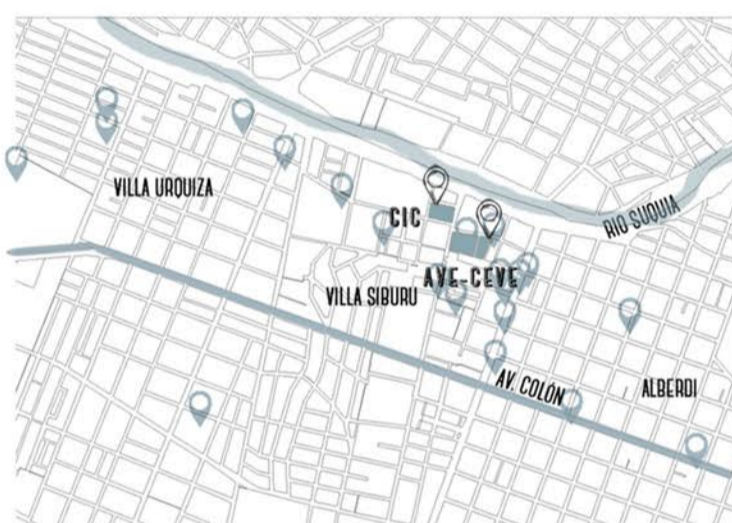 VILLA URQUIZA
CIC
RIO SUQUIA
AVE-CEVE
VILLA SIBURU
AV. COLÓN
ALBERDI